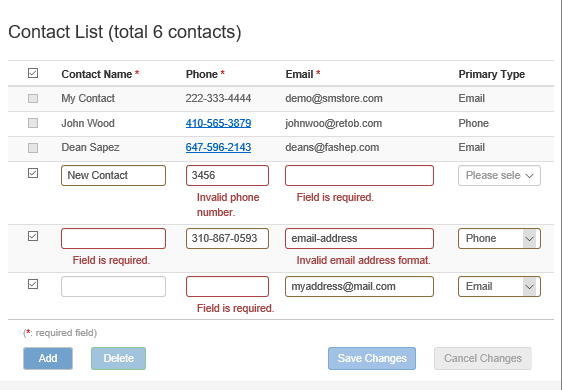 Contact List (total 6 contacts)
Contact Name * Phone * Email * Primary Type
My Contact 222-333-4444 demo@smstore.com Email
John Wood 410-565-3879 johnwoo@retob.com Phone
Dean Sapez 647-596-2143 deans@fashep.com Email
New Contact 3456 Please sele
Invalid phone number. Field is required.
310-867-0593 email-address Phone
Field is required. Invalid email address format.
myaddress@mail.com Email
Field is required.
(*: required field)
Add Delete Save Changes Cancel Changes